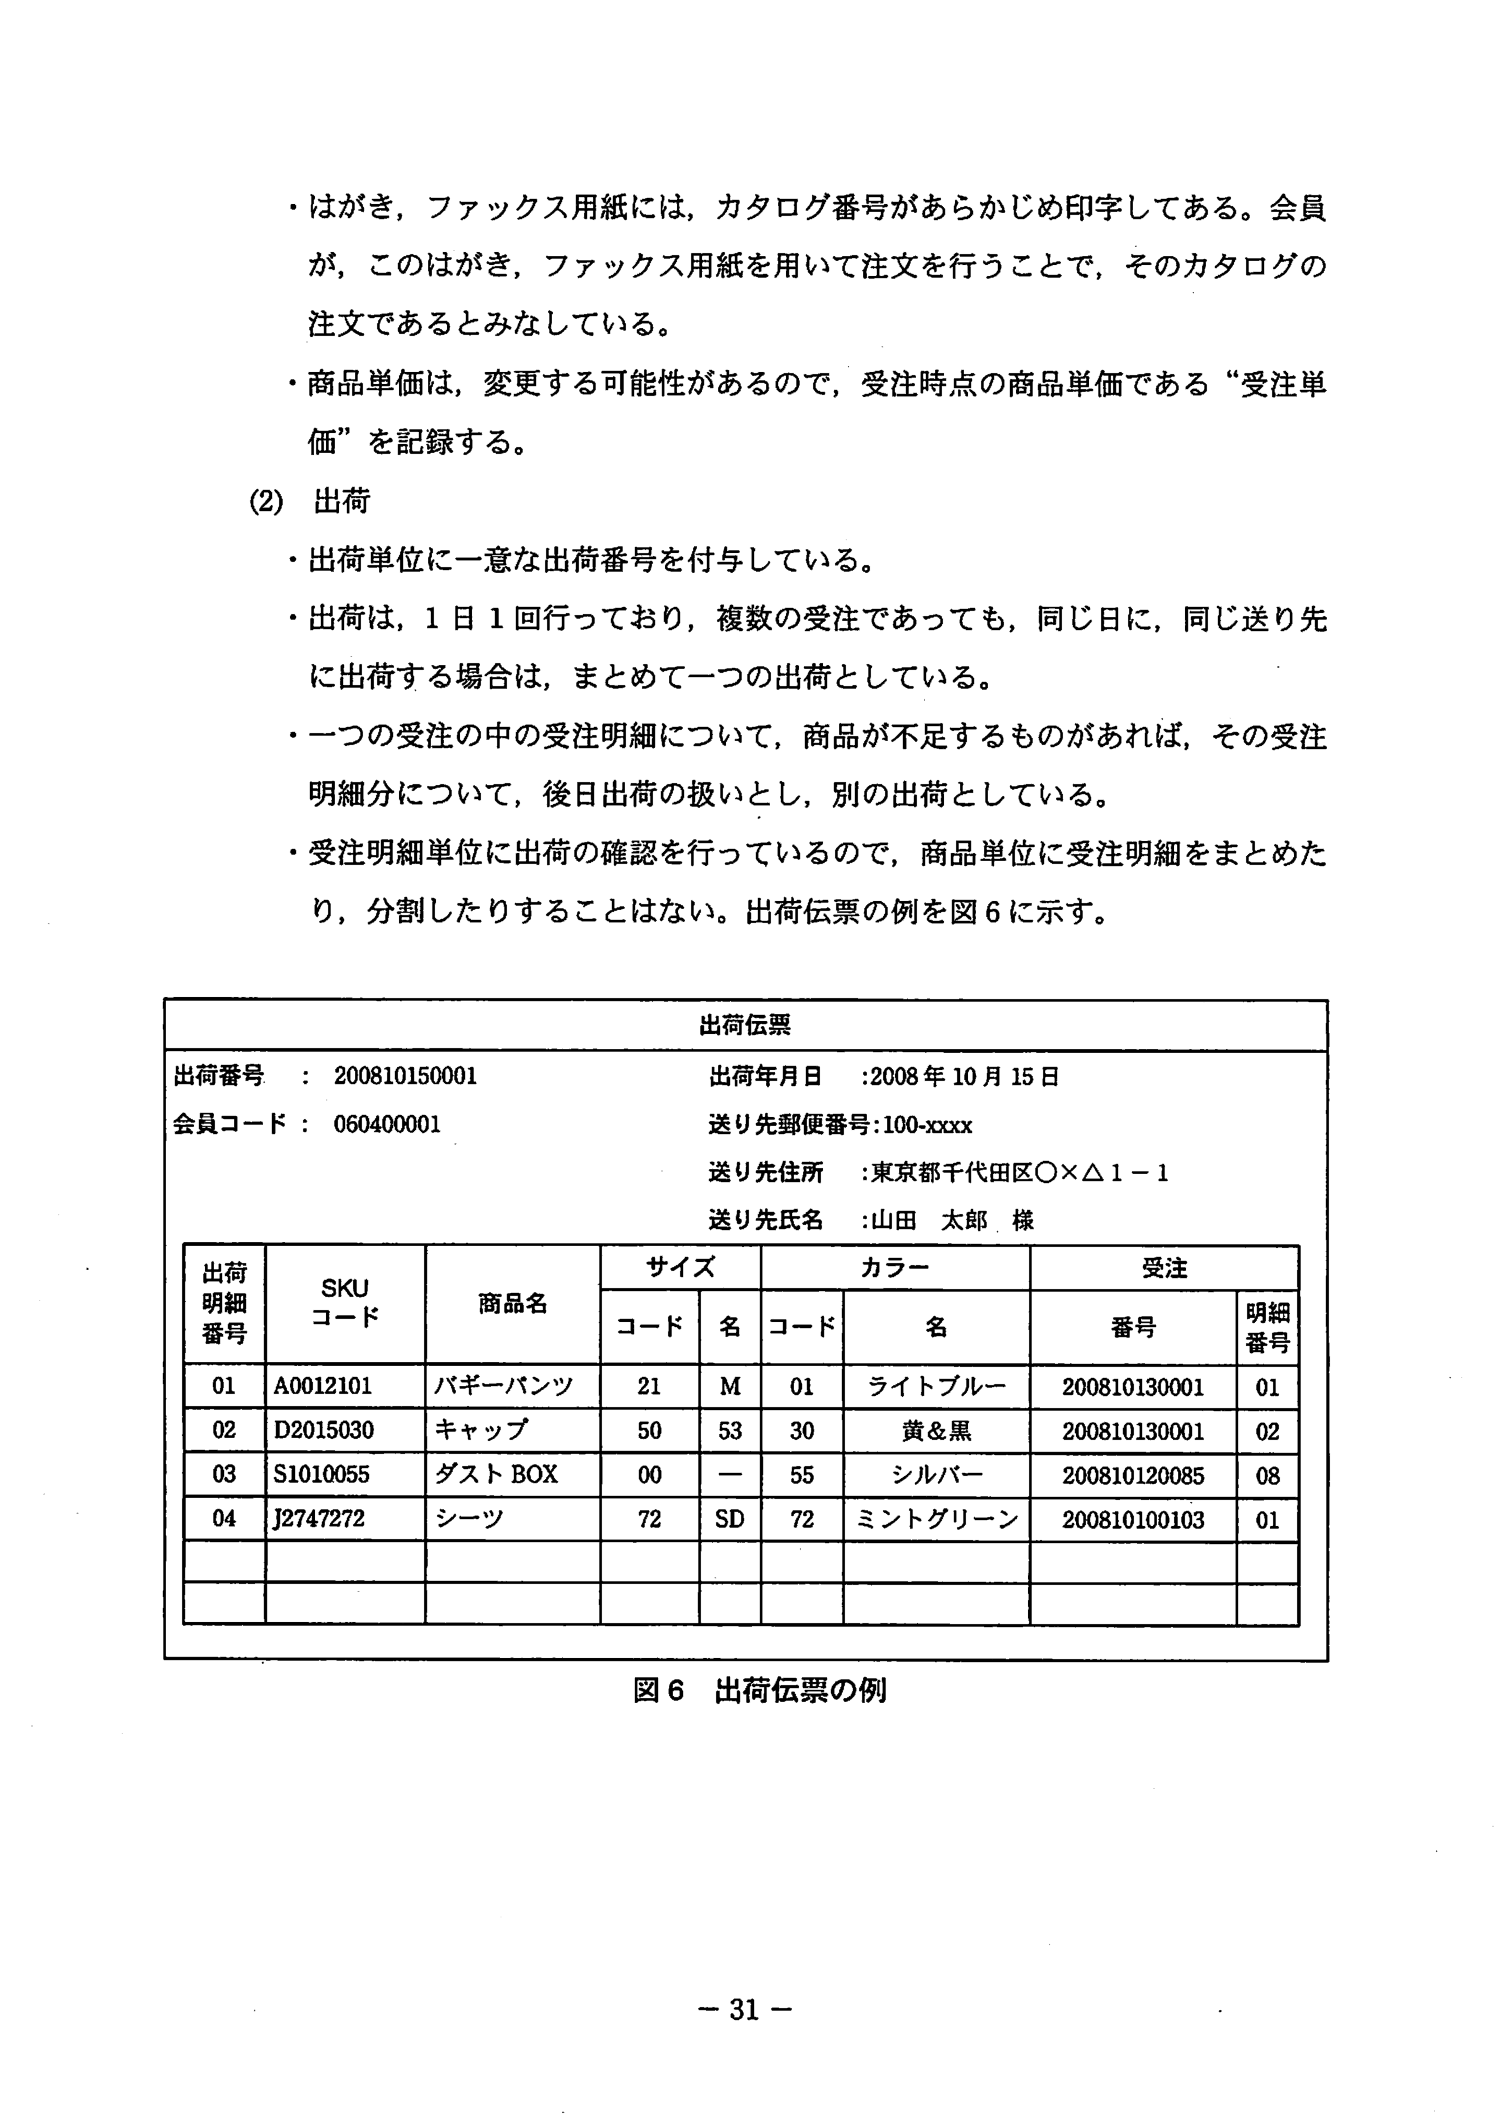 ・はがき，ファックス用紙には，カタログ番号があらかじめ印字してある。会員
が，このはがき，ファックス用紙を用いて注文を行うことで，そのカタログの
注文であるとみなしている。
・商品単価は，変更する可能性があるので，受注時点の商品単価である“受注単
価”を記録する。
(2) 出荷
・出荷単位に一意な出荷番号を付与している。
・出荷は，1日1回行っており，複数の受注であっても，同じ日に，同じ送り先
に出荷する場合は，まとめて一つの出荷としている。
・一つの受注の中の受注明細について，商品が不足するものがあれば，その受注
明細分について，後日出荷の扱いとし，別の出荷としている。
・受注明細単位に出荷の確認を行っているので，商品単位に受注明細をまとめた
り，分割したりすることはない。出荷伝票の例を図6に示す。
出荷伝票
出荷番号 : 200810150001 出荷年月日 :2008年10月15日
会員コード : 060400001 送り先郵便番号:100-xxxx
送り先住所 :東京都千代田区○×△1－1
送り先氏名 :山田 太郎 様
出荷明細番号 SKUコード 商品名 サイズ カラー 受注
コード 名 コード 名 番号 明細番号
01 A0012101 バギーパンツ 21 M 01 ライトブルー 200810130001 01
02 D2015030 キャップ 50 53 30 黄&黒 200810130001 02
03 S1010055 ダストBOX 00 — 55 シルバー 200810120085 08
04 J2747272 シーツ 72 SD 72 ミントグリーン 200810100103 01
図6 出荷伝票の例
－ 31 －